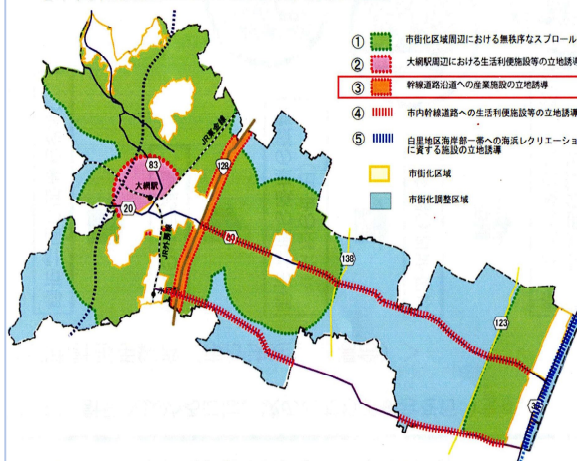 ① 市街化区域周辺における無秩序なスプロール
② 大網駅周辺における生活利便施設等の立地誘導
③ 幹線道路沿道への産業施設の立地誘導
④ 市内幹線道路への生活利便施設等の立地誘導
⑤ 白里地区海岸部一帯への海浜レクリエーション
に資する施設の立地誘導
市街化区域
市街化調整区域
JR東金線
128
83
大網駅
20
JR外房線
138
123